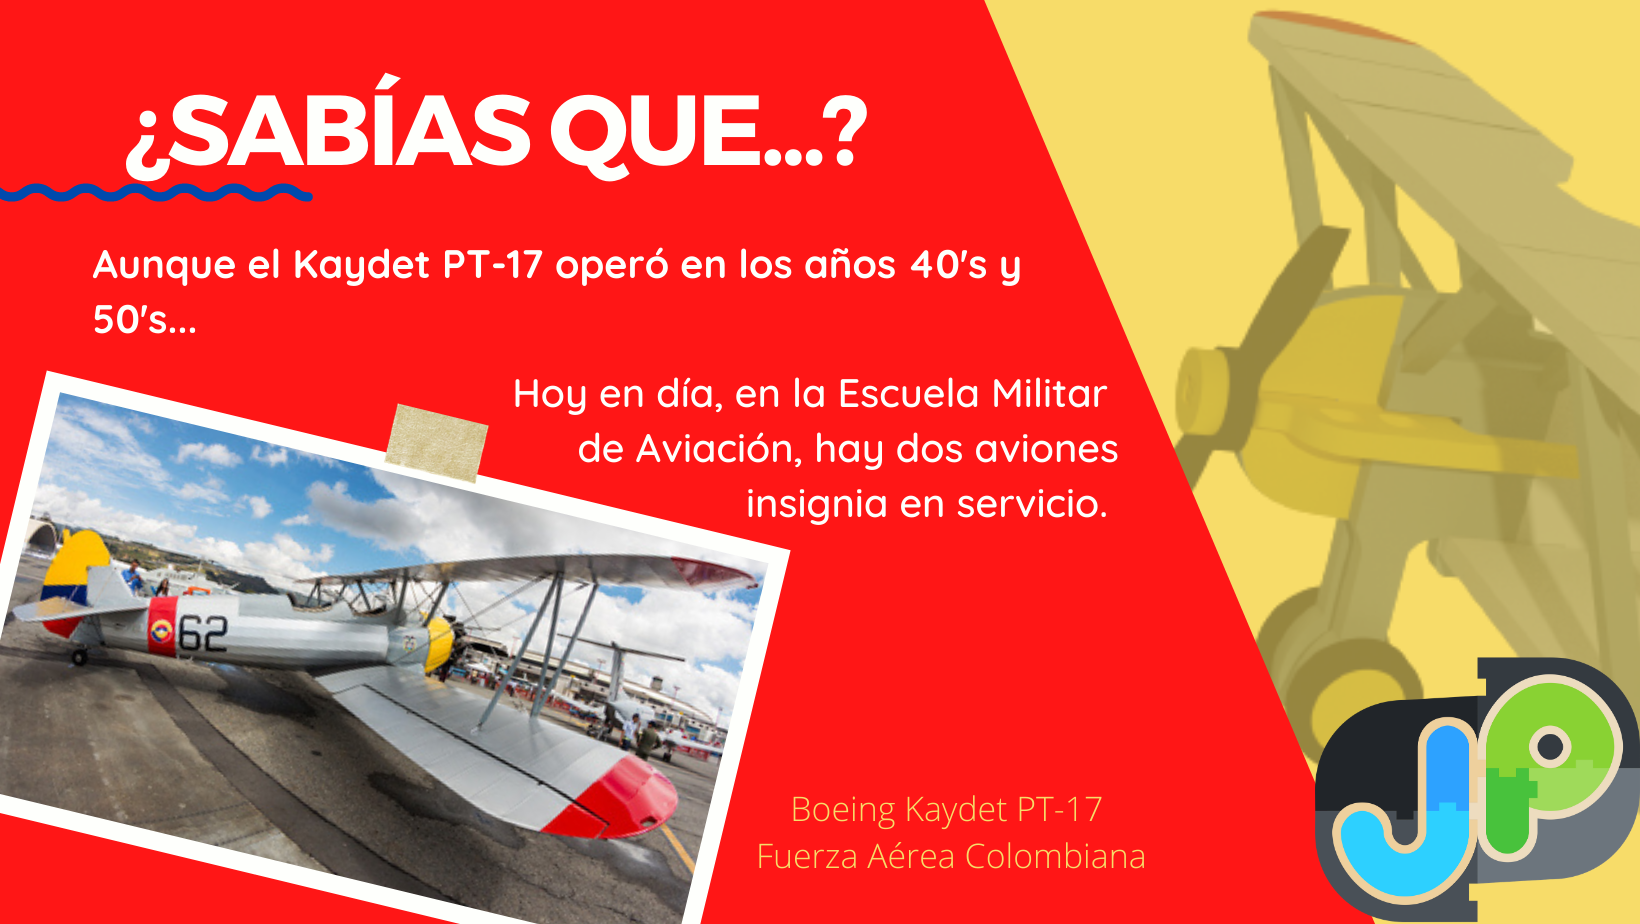 ¿SABÍAS QUE...?
Aunque el Kaydet PT-17 operó en los años 40's y
50's...
Hoy en día, en la Escuela Militar
de Aviación, hay dos aviones
insignia en servicio.
62
Boeing Kaydet PT-17
Fuerza Aérea Colombiana
JP